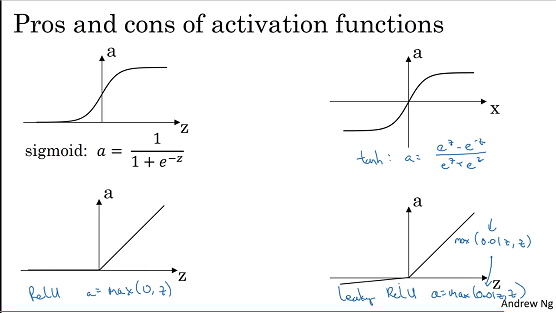 Pros and cons of activation functions
a
z
sigmoid: a = 1 / (1 + e^{-z})
a
x
tanh: a = (e^z - e^{-z}) / (e^z + e^z)
a
z
ReLU a = max(0, z)
a
max(0.01z, z)
z
Leaky ReLU a = max(0.01z, z)
Andrew Ng